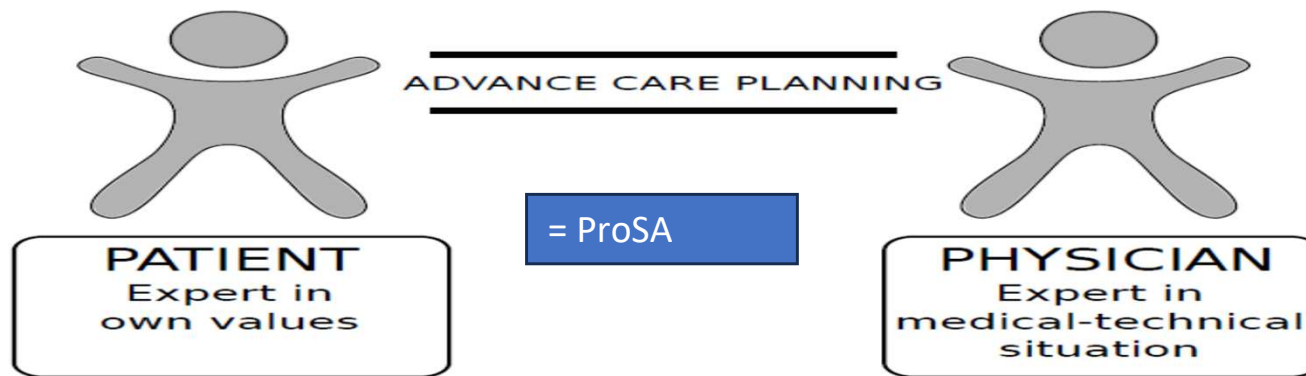 ADVANCE CARE PLANNING
= ProSA
PATIENT
Expert in
own values
PHYSICIAN
Expert in
medical-technical
situation